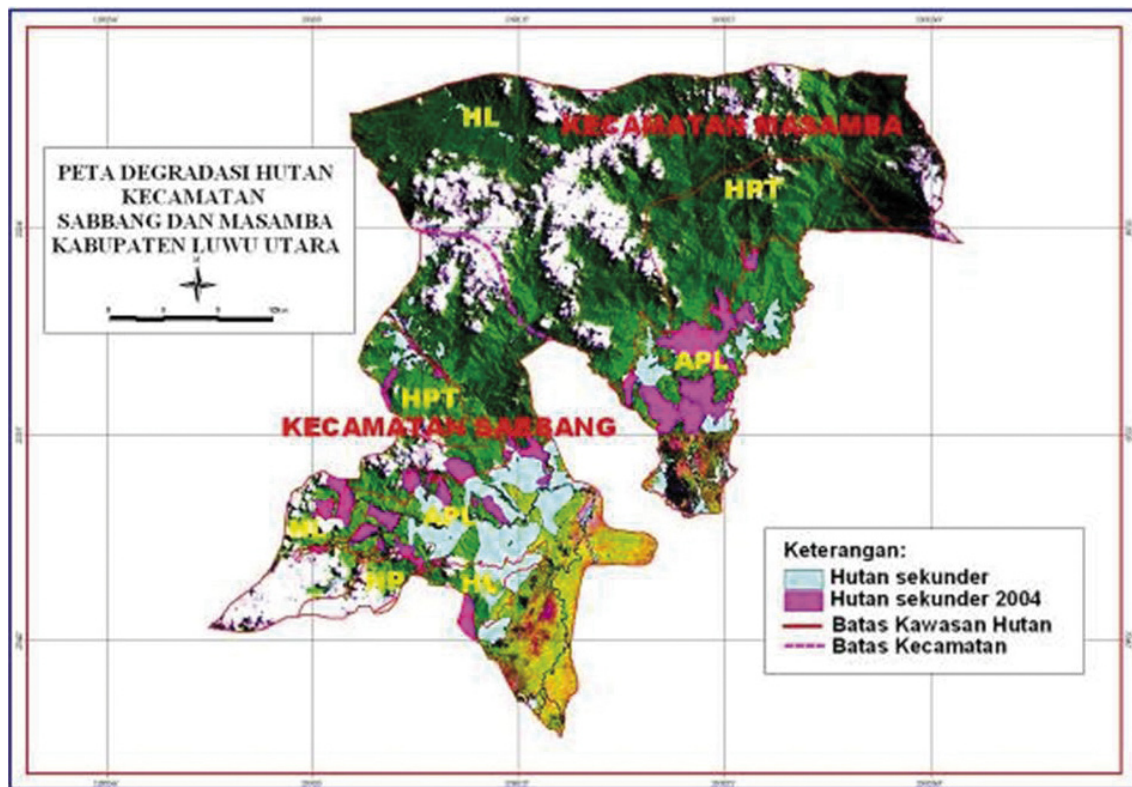 PETA DEGRADASI HUTAN
KECAMATAN
SABBANG DAN MASAMBA
KABUPATEN LUWU UTARA
HL
KECAMATAN MASAMBA
HPT
APL
HPT
KECAMATAN SABBANG
APL
HP
HL
Keterangan:
Hutan sekunder
Hutan sekunder 2004
Batas Kawasan Hutan
Batas Kecamatan